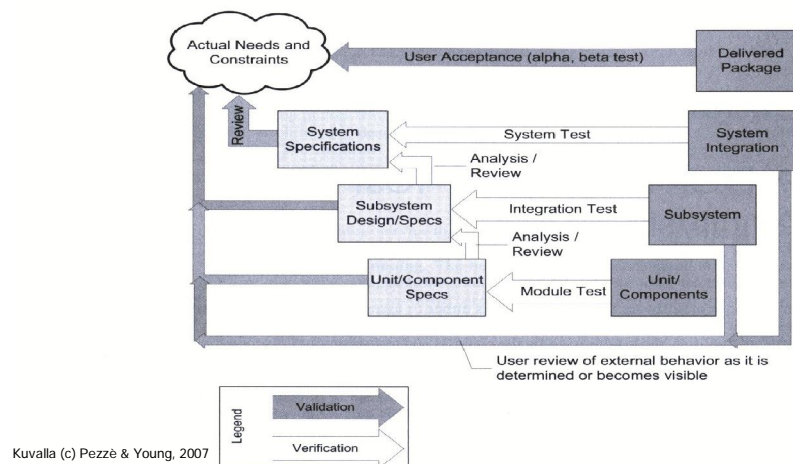 Actual Needs and
Constraints
User Acceptance (alpha, beta test)
Delivered
Package
Review
System
Specifications
System Test
System
Integration
Analysis /
Review
Subsystem
Design/Specs
Integration Test
Subsystem
Analysis /
Review
Unit/Component
Specs
Module Test
Unit/
Components
User review of external behavior as it is
determined or becomes visible
Legend
Validation
Verification
Kuvalla (c) Pezzè & Young, 2007